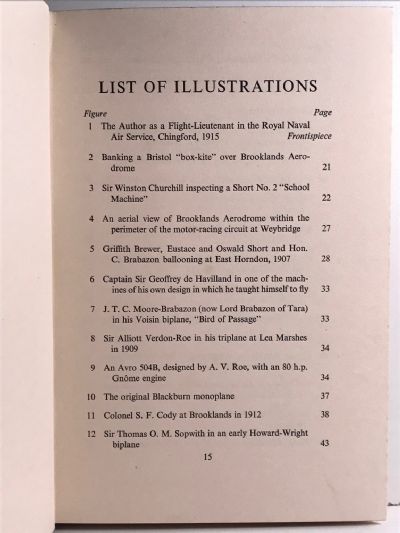 LIST OF ILLUSTRATIONS
Figure Page
1 The Author as a Flight-Lieutenant in the Royal Naval
Air Service, Chingford, 1915 Frontispiece
2 Banking a Bristol "box-kite" over Brooklands Aero-
drome 21
3 Sir Winston Churchill inspecting a Short No. 2 "School
Machine" 22
4 An aerial view of Brooklands Aerodrome within the
perimeter of the motor-racing circuit at Weybridge 27
5 Griffith Brewer, Eustace and Oswald Short and Hon.
C. Brabazon ballooning at East Horndon, 1907 28
6 Captain Sir Geoffrey de Havilland in one of the mach-
ines of his own design in which he taught himself to fly 33
7 J. T. C. Moore-Brabazon (now Lord Brabazon of Tara)
in his Voisin biplane, "Bird of Passage" 33
8 Sir Alliott Verdon-Roe in his triplane at Lea Marshes
in 1909 34
9 An Avro 504B, designed by A. V. Roe, with an 80 h.p.
Gnôme engine 34
10 The original Blackburn monoplane 37
11 Colonel S. F. Cody at Brooklands in 1912 38
12 Sir Thomas O. M. Sopwith in an early Howard-Wright
biplane 43
15